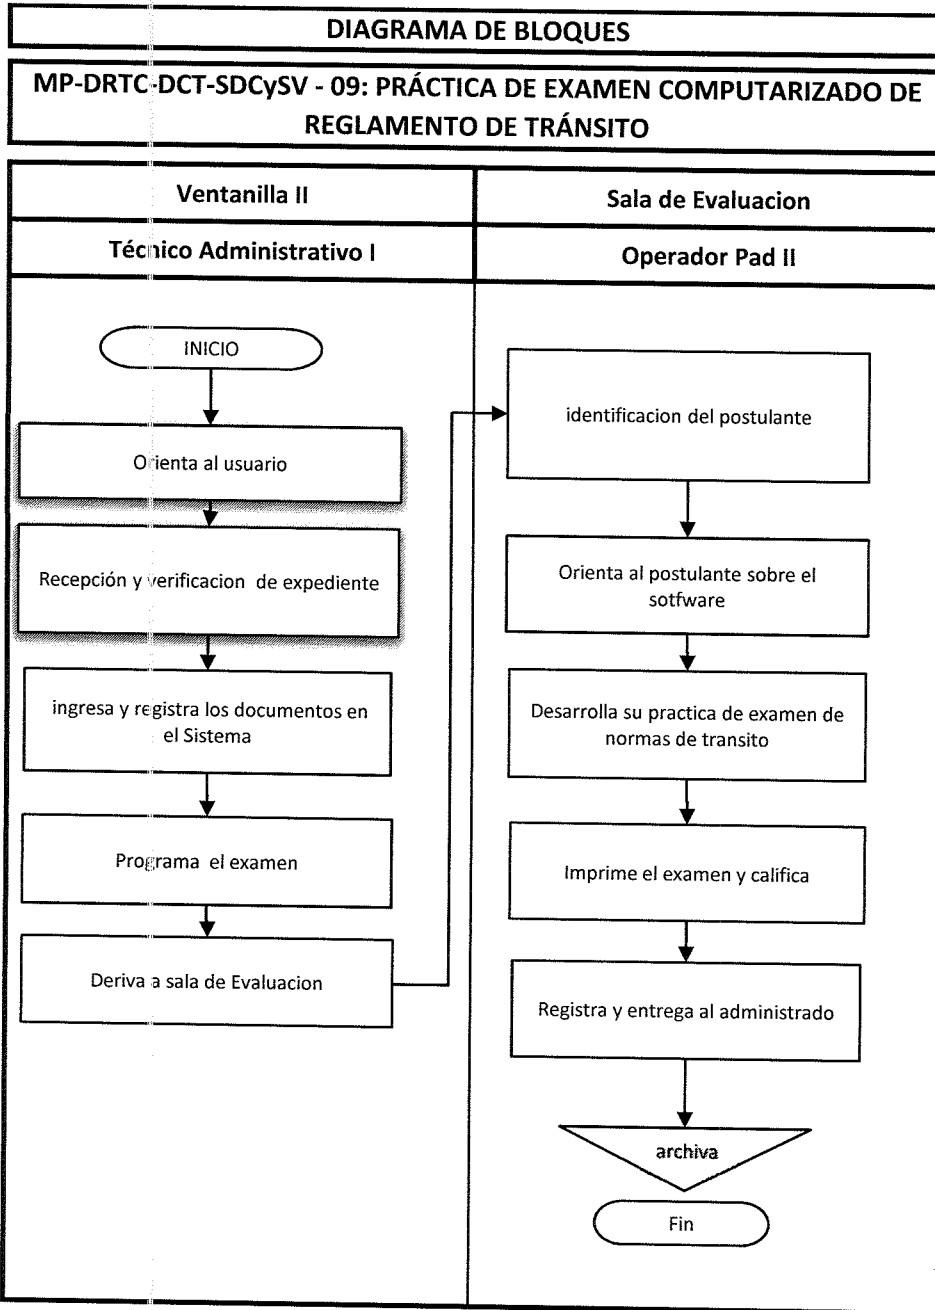 DIAGRAMA DE BLOQUES
MP-DRTC-DCT-SDCySV - 09: PRÁCTICA DE EXAMEN COMPUTARIZADO DE
REGLAMENTO DE TRÁNSITO
Ventanilla II
Técnico Administrativo I
INICIO
Orienta al usuario
Recepción y verificacion de expediente
ingresa y registra los documentos en
el Sistema
Programa el examen
Deriva a sala de Evaluacion
Sala de Evaluacion
Operador Pad II
identificacion del postulante
Orienta al postulante sobre el
sotfware
Desarrolla su practica de examen de
normas de transito
Imprime el examen y califica
Registra y entrega al administrado
archiva
Fin